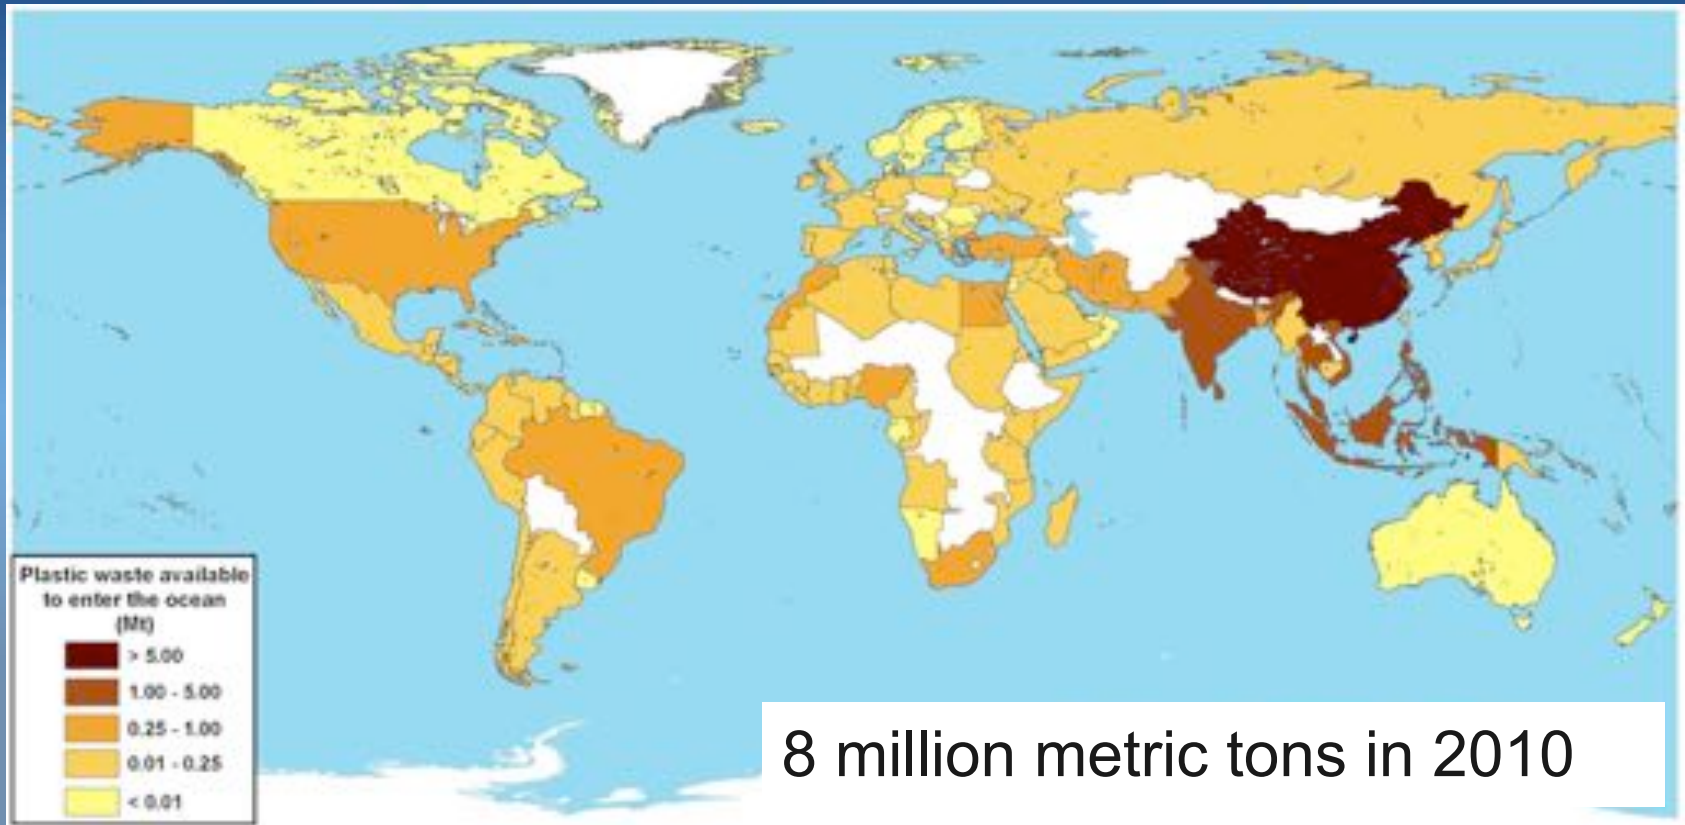 Plastic waste available
to enter the ocean
(Mt)
> 5.00
1.00 - 5.00
0.25 - 1.00
0.01 - 0.25
< 0.01
8 million metric tons in 2010